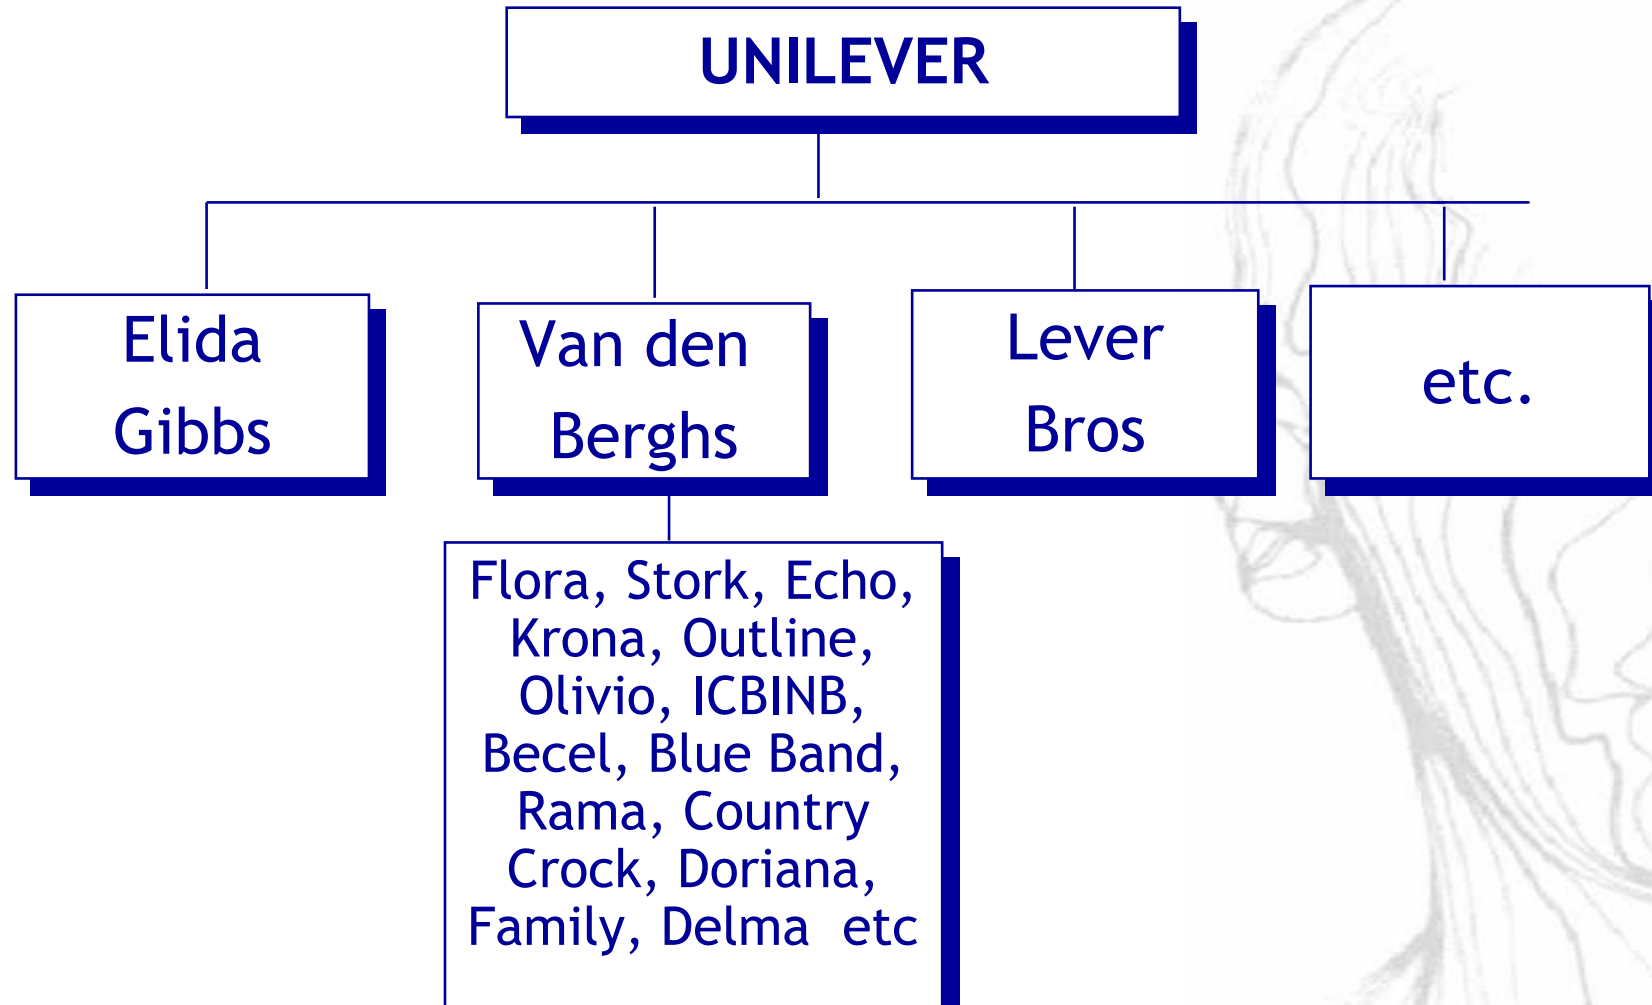 UNILEVER
Elida
Gibbs
Van den
Berghs
Lever
Bros
etc.
Flora, Stork, Echo,
Krona, Outline,
Olivio, ICBINB,
Becel, Blue Band,
Rama, Country
Crock, Doriana,
Family, Delma etc